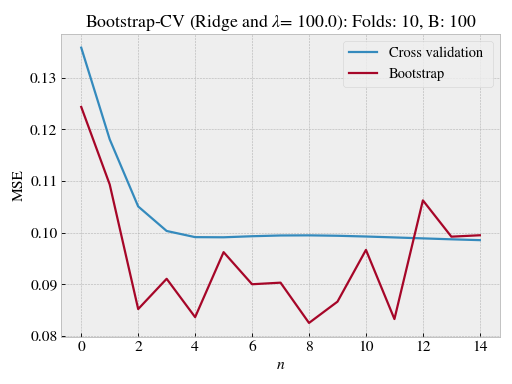 Bootstrap-CV (Ridge and λ= 100.0): Folds: 10, B: 100
Cross validation
Bootstrap
MSE
0.13
0.12
0.11
0.10
0.09
0.08
0 2 4 6 8 10 12 14
n